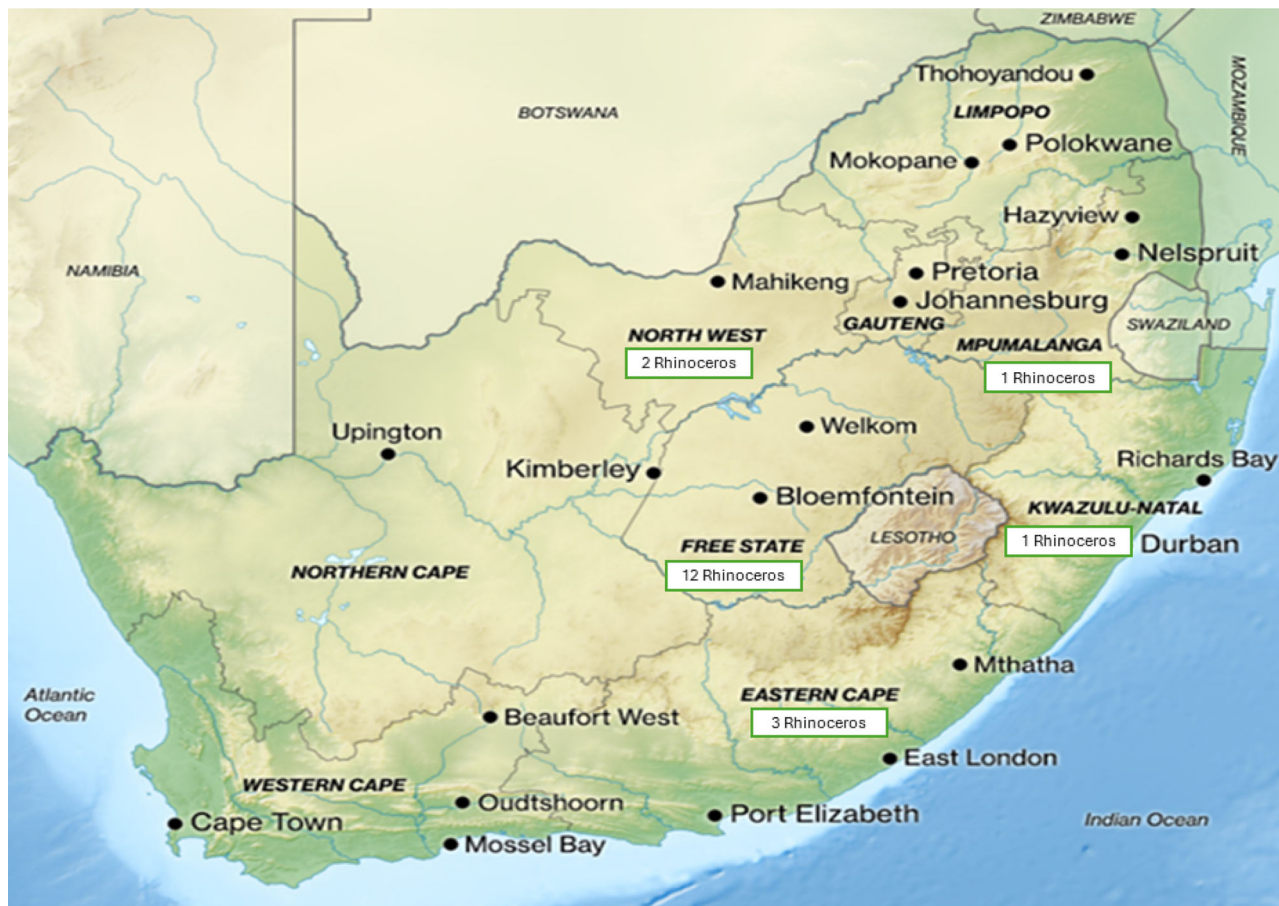 ZIMBABWE
Thohoyandou
MOZAMBIQUE
BOTSWANA
LIMPOPO
Polokwane
Mokopane
Hazyview
Nelspruit
NAMIBIA
Pretoria
Mahikeng
Johannesburg
GAUTENG
SWAZILAND
NORTH WEST
MPUMALANGA
2 Rhinoceros
1 Rhinoceros
Welkom
Upington
Richards Bay
Kimberley
Bloemfontein
KWAZULU-NATAL
LESOTHO
1 Rhinoceros
Durban
FREE STATE
NORTHERN CAPE
12 Rhinoceros
Mthatha
Atlantic
Ocean
EASTERN CAPE
Beaufort West
3 Rhinoceros
East London
WESTERN CAPE
Oudtshoorn
Port Elizabeth
Cape Town
Indian Ocean
Mossel Bay